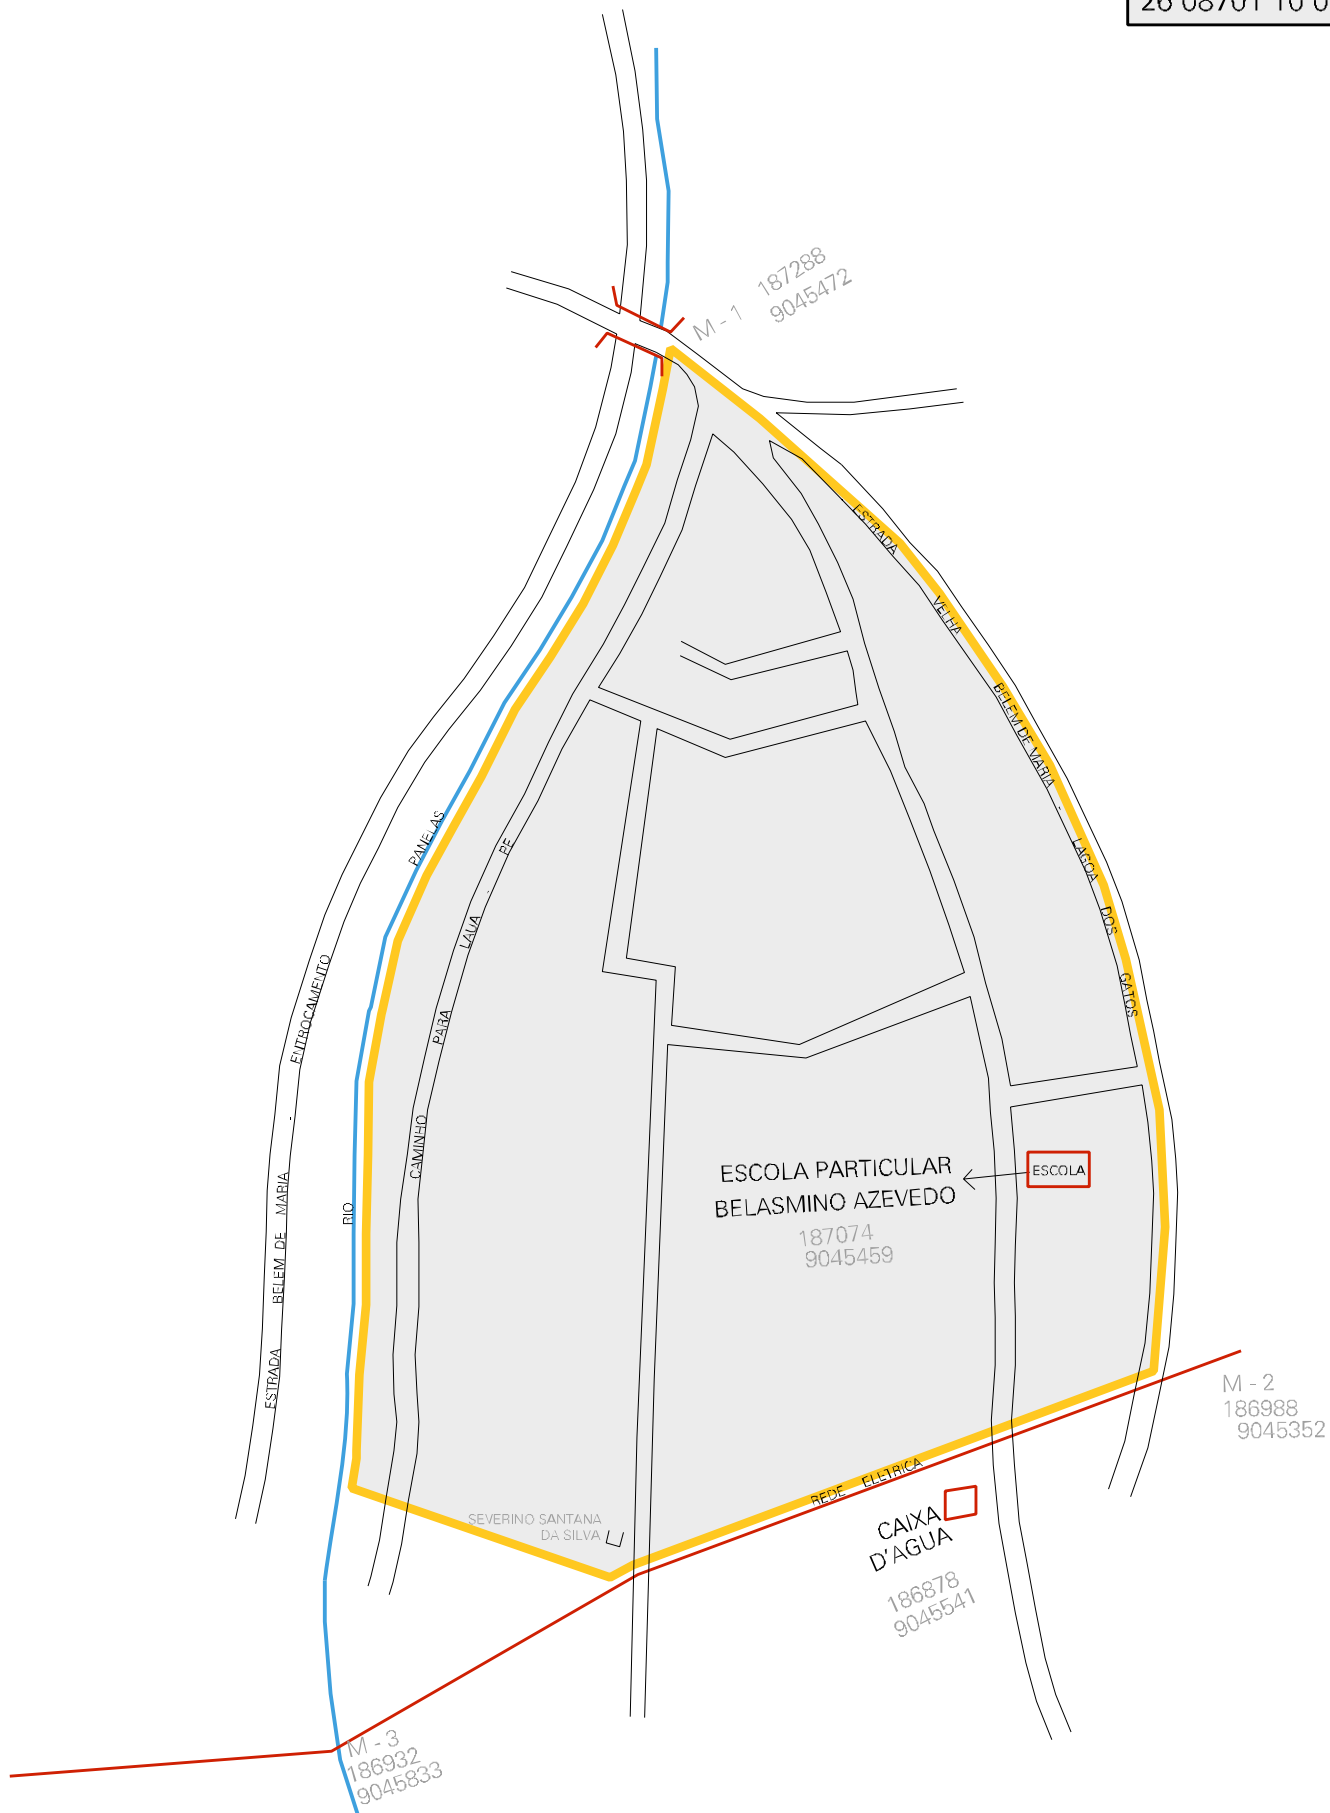 M - 1 187288
9045472
ESTRADA VELHA BELEM DE MARIA - LAGOA DOS GATOS
RIO PANELAS
CAMINHO PARA LAUA - PE
ESTRADA BELEM DE MARIA - ENTROCAMENTO
ESCOLA PARTICULAR
BELASMINO AZEVEDO
187074
9045459
ESCOLA
M - 2
186988
9045352
REDE ELETRICA
SEVERINO SANTANA
DA SILVA
CAIXA
D'AGUA
186878
9045541
M - 3
186932
9045833